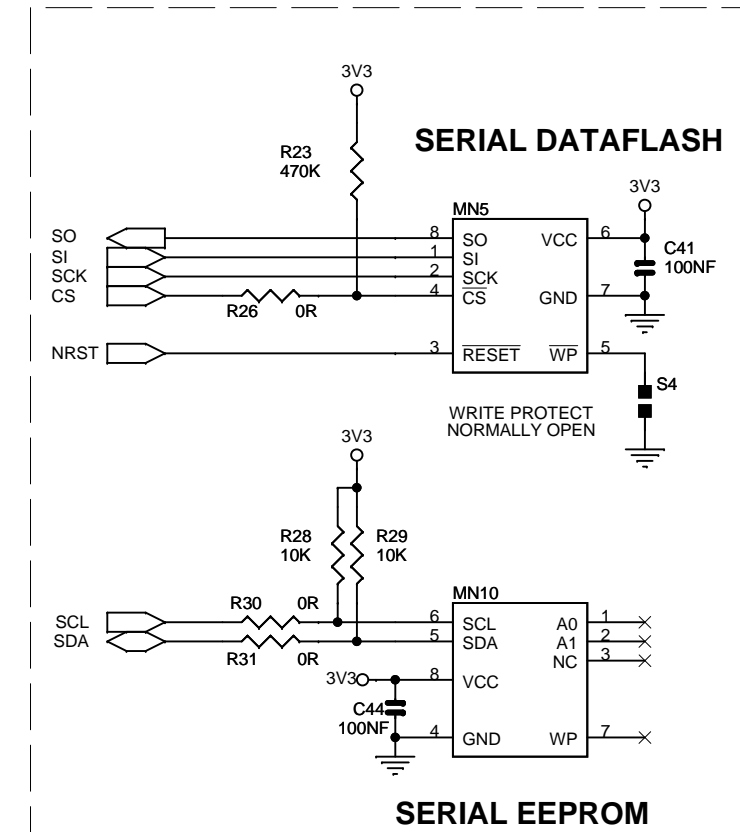 3V3
SERIAL DATAFLASH
R23
470K
3V3
MN5
SO 8 SO VCC 6
C41
100NF
SI 1 SI
SCK 2 SCK
CS R26 0R 4 CS GND 7
NRST 3 RESET WP 5
S4
WRITE PROTECT
NORMALLY OPEN
3V3
R28
10K
R29
10K
MN10
SCL R30 0R 6 SCL A0 1
SDA R31 0R 5 SDA A1 2
NC 3
3V3 8 VCC
C44
100NF
4 GND WP 7
SERIAL EEPROM